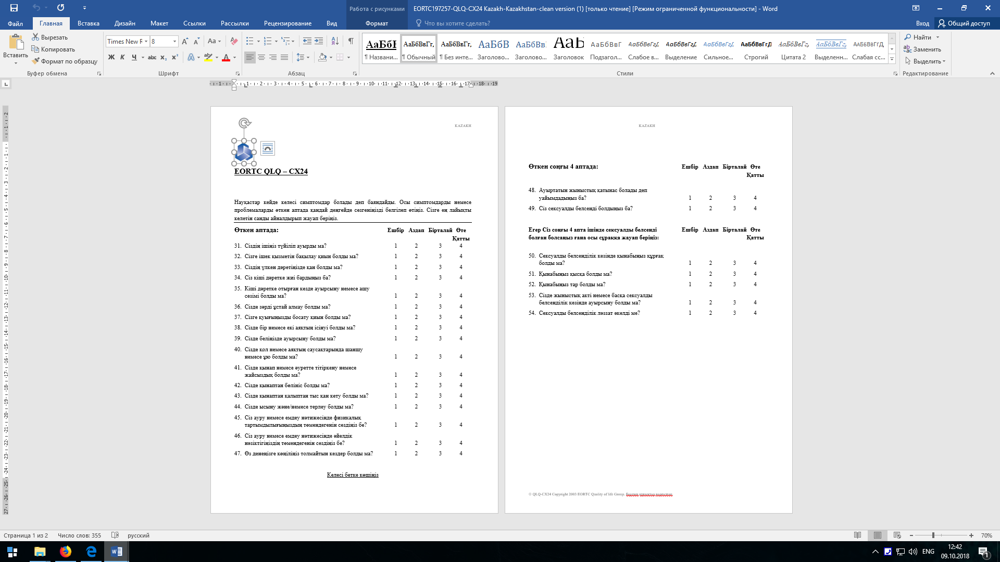 Работа с рисунками
EORTC197257-QLQ-CX24 Kazakh-Kazakhstan-clean version (1) [только чтение] [Режим ограниченной функциональности] - Word
Файл Главная Вставка Дизайн Макет Ссылки Рассылки Рецензирование Вид Формат Что вы хотите сделать? Вход Общий доступ
Вставить
Вырезать
Копировать
Формат по образцу
Буфер обмена
Times New R 8
Ж К Ч abc x₂ x²
Шрифт
Абзац
АаБбІ АаБбВвГг, АаБбВвГг, АаБбВ АаБбВв. АаБ АаБбВвГ АаБбВвГгД АаБбВвГгД АаБбВвГгД АаБбВвГгД АаБбВвГг, АаБбВвГг, АаБбВвГгД
¶ Названи... ¶ Обычный ¶ Без инте... Заголово... Заголово... Заголовок Подзагол... Слабое в... Выделение Сильное... Строгий Цитата 2 Выделенн... Слабая сс...
Стили
Найти
Заменить
Выделить
Редактирование
KAZAKH
EORTC QLQ – CX24
Науқастар кейде келесі симптомдар болады деп баяндайды. Осы симптомдарды немесе
проблемаларды өткен аптада қандай деңгейде сезгеніңізді белгілеп өтіңіз. Сізге ең лайықты
келетін санды айналдырып жауап беріңіз.
Өткен аптада: Ешбір Аздап Бірталай Өте
Қатты
31. Сіздің ішіңіз түйіліп ауырды ма? 1 2 3 4
32. Сізге ішек қызметін бақылау қиын болды ма? 1 2 3 4
33. Сіздің үлкен дәретіңізде қан болды ма? 1 2 3 4
34. Сіз кіші дәретке жиі бардыңыз ба? 1 2 3 4
35. Кіші дәретке отырған кезде ауырсыну немесе ашу
сезімі болды ма? 1 2 3 4
36. Сізде зәрді ұстай алмау болды ма? 1 2 3 4
37. Сізге қуығыңызды босату қиын болды ма? 1 2 3 4
38. Сізде бір немесе екі аяқтың ісінуі болды ма? 1 2 3 4
39. Сізде беліңізде ауырсыну болды ма? 1 2 3 4
40. Сізде қол немесе аяқтың саусақтарында шаншу
немесе ұю болды ма? 1 2 3 4
41. Сізде қынап немесе әуретте тітіркену немесе
жайсыздық болды ма? 1 2 3 4
42. Сізде қынаптан бөлініс болды ма? 1 2 3 4
43. Сізде қынаптан қалыптан тыс қан кету болды ма? 1 2 3 4
44. Сізде ысыну және/немесе терлеу болды ма? 1 2 3 4
45. Сіз ауру немесе емдеу нәтижесінде физикалық
тартымдылығыңыздың төмендегенін сездіңіз бе? 1 2 3 4
46. Сіз ауру немесе емдеу нәтижесінде әйелдік
нәзіктігіңіздің төмендегенін сездіңіз бе? 1 2 3 4
47. Өз денеңізге көңіліңіз толмайтын кездер болды ма? 1 2 3 4
Келесі бетке көшіңіз
KAZAKH
Өткен соңғы 4 аптада: Ешбір Аздап Бірталай Өте
Қатты
48. Ауыртатын жыныстық қатынас болады деп
уайымдадыңыз ба? 1 2 3 4
49. Сіз сексуалды белсенді болдыңыз ба? 1 2 3 4
Егер Сіз соңғы 4 апта ішінде сексуалды белсенді Ешбір Аздап Бірталай Өте
болған болсаңыз ғана осы сұраққа жауап беріңіз: Қатты
50. Сексуалды белсенділік кезінде қынабыңыз құрғақ
болды ма? 1 2 3 4
51. Қынабыңыз қысқа болды ма? 1 2 3 4
52. Қынабыңыз тар болды ма? 1 2 3 4
53. Сізде жыныстық акті немесе басқа сексуалды
белсенділік кезінде ауырсыну болды ма? 1 2 3 4
54. Сексуалды белсенділік ләззат әкелді ме? 1 2 3 4
© QLQ-CX24 Copyright 2003 EORTC Quality of life Group. Барлық құқықтар қорғалған
Страница 1 из 2 Число слов: 355 русский 70%
ENG
12:42
09.10.2018
1